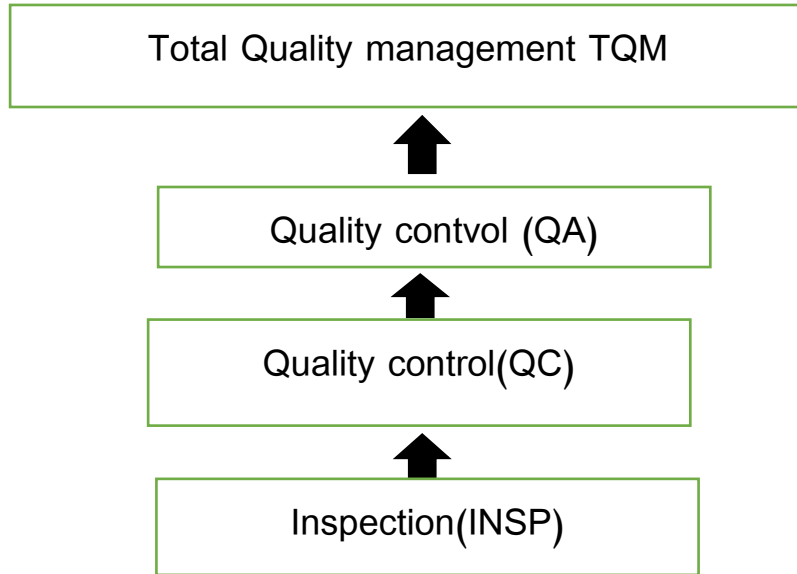 Total Quality management TQM
Quality contvol (QA)
Quality control(QC)
Inspection(INSP)